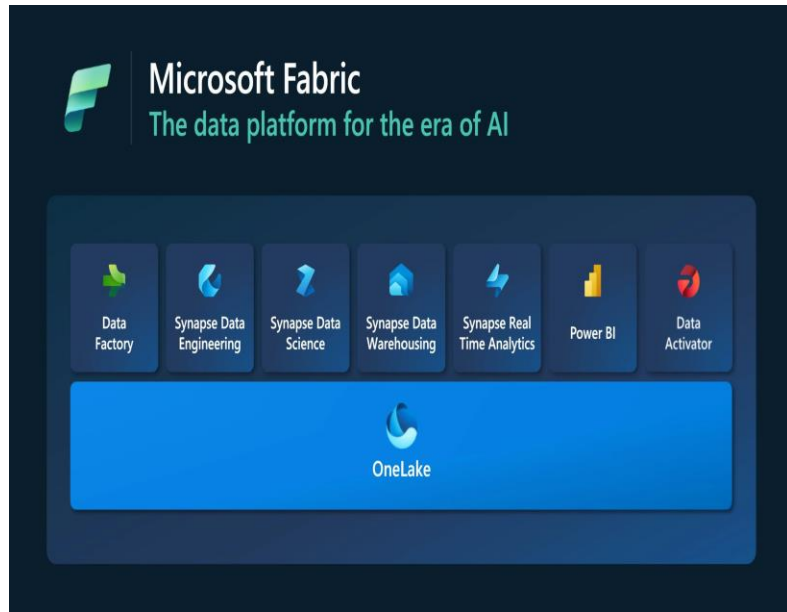 Microsoft Fabric
The data platform for the era of AI
Data
Factory
Synapse Data
Engineering
Synapse Data
Science
Synapse Data
Warehousing
Synapse Real
Time Analytics
Power BI
Data
Activator
OneLake